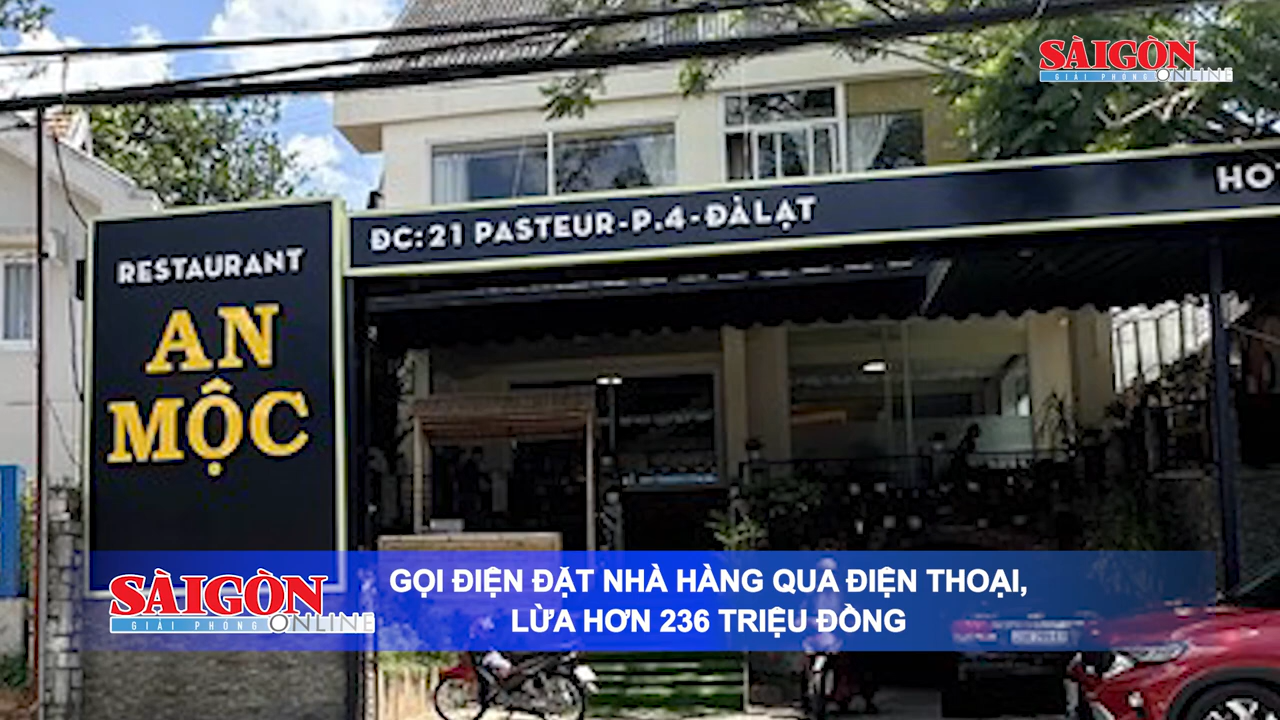 SÀIGÒN
GIẢI PHÓNG ONLINE
HO
ĐC:21 PASTEUR-P.4-ĐÀLẠT
RESTAURANT
AN
MỘC
SÀIGÒN
GIẢI PHÓNG ONLINE
GỌI ĐIỆN ĐẶT NHÀ HÀNG QUA ĐIỆN THOẠI,
LỪA HƠN 236 TRIỆU ĐỒNG